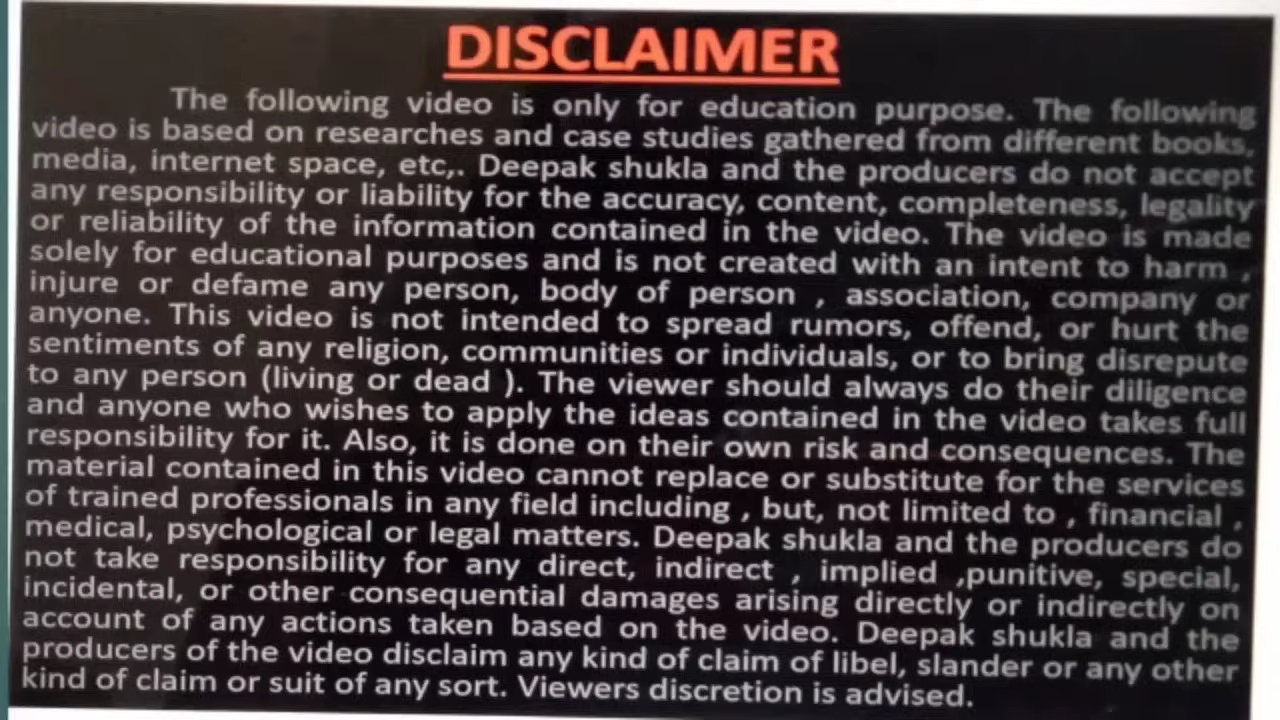 DISCLAIMER
The following video is only for education purpose. The following
video is based on researches and case studies gathered from different books,
media, internet space, etc,. Deepak shukla and the producers do not accept
any responsibility or liability for the accuracy, content, completeness, legality
or reliability of the information contained in the video. The video is made
solely for educational purposes and is not created with an intent to harm ,
injure or defame any person, body of person , association, company or
anyone. This video is not intended to spread rumors, offend, or hurt the
sentiments of any religion, communities or individuals, or to bring disrepute
to any person (living or dead ). The viewer should always do their diligence
and anyone who wishes to apply the ideas contained in the video takes full
responsibility for it. Also, it is done on their own risk and consequences. The
material contained in this video cannot replace or substitute for the services
of trained professionals in any field including , but, not limited to , financial ,
medical, psychological or legal matters. Deepak shukla and the producers do
not take responsibility for any direct, indirect , implied ,punitive, special,
incidental, or other consequential damages arising directly or indirectly on
account of any actions taken based on the video. Deepak shukla and the
producers of the video disclaim any kind of claim of libel, slander or any other
kind of claim or suit of any sort. Viewers discretion is advised.